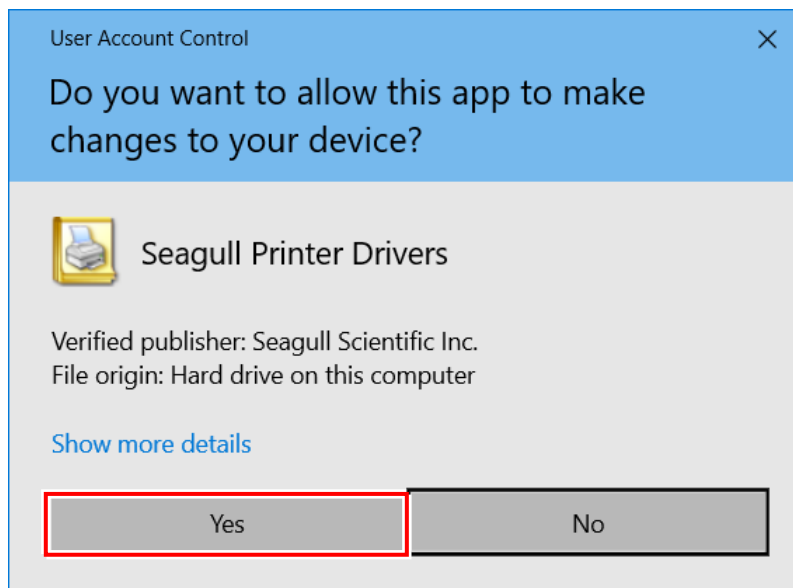 User Account Control
Do you want to allow this app to make
changes to your device?
Seagull Printer Drivers
Verified publisher: Seagull Scientific Inc.
File origin: Hard drive on this computer
Show more details
Yes
No